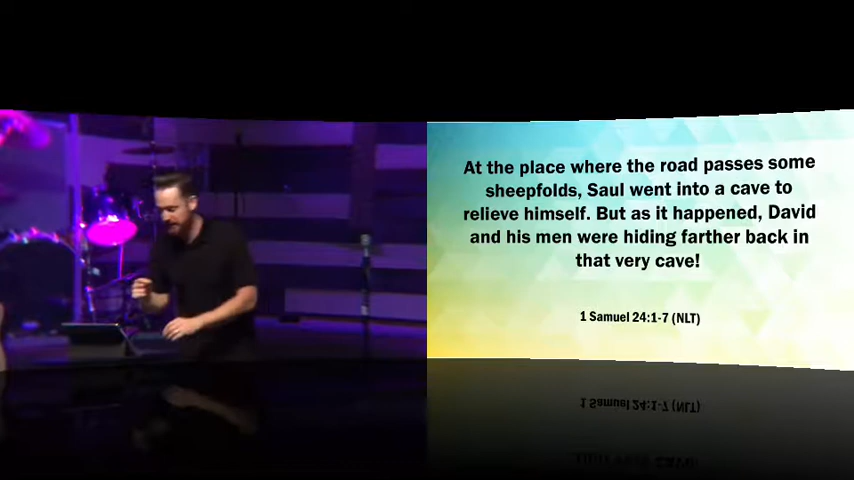 At the place where the road passes some
sheepfolds, Saul went into a cave to
relieve himself. But as it happened, David
and his men were hiding farther back in
that very cave!
1 Samuel 24:1-7 (NLT)